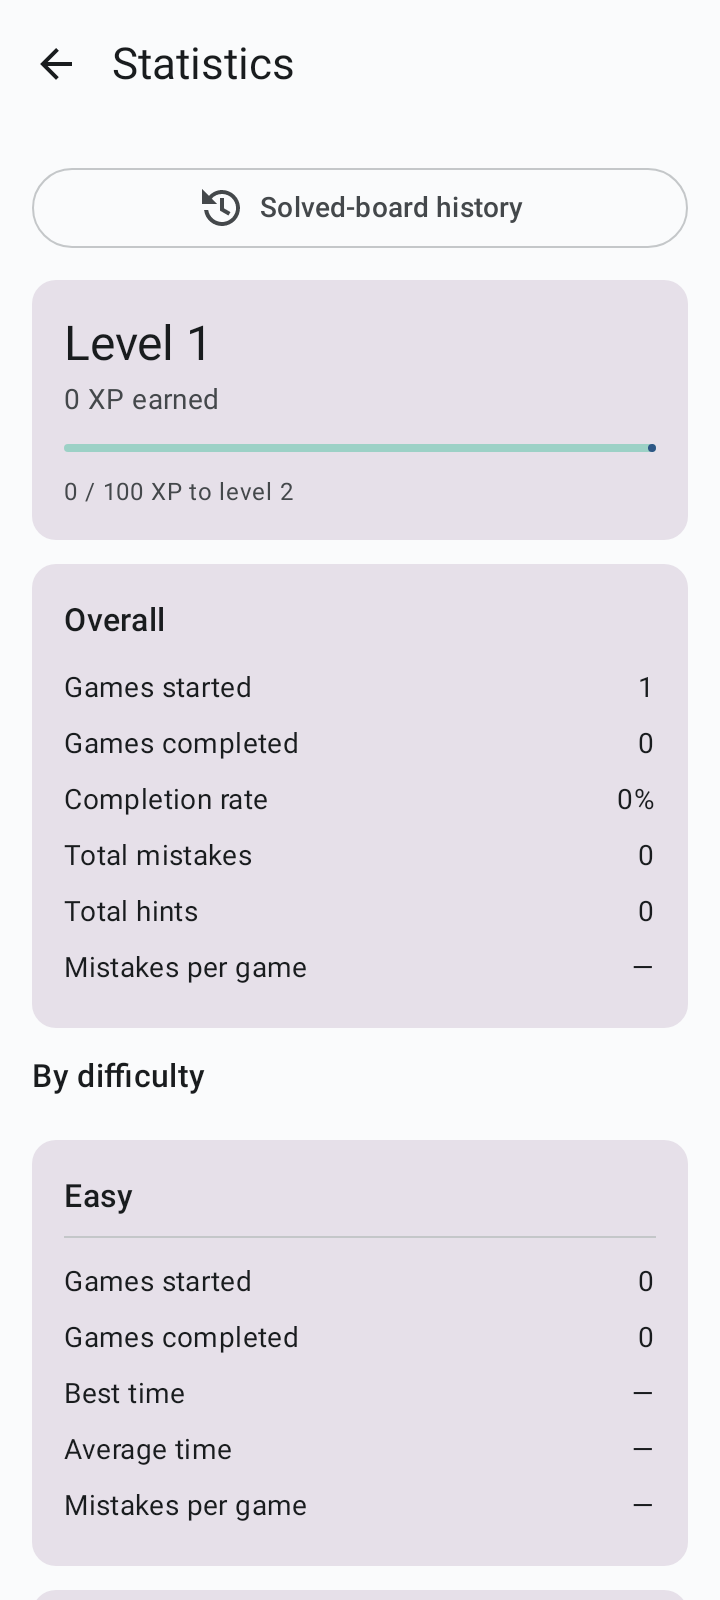 Statistics
Solved-board history
Level 1
0 XP earned
0 / 100 XP to level 2
Overall
Games started 1
Games completed 0
Completion rate 0%
Total mistakes 0
Total hints 0
Mistakes per game —
By difficulty
Easy
Games started 0
Games completed 0
Best time —
Average time —
Mistakes per game —